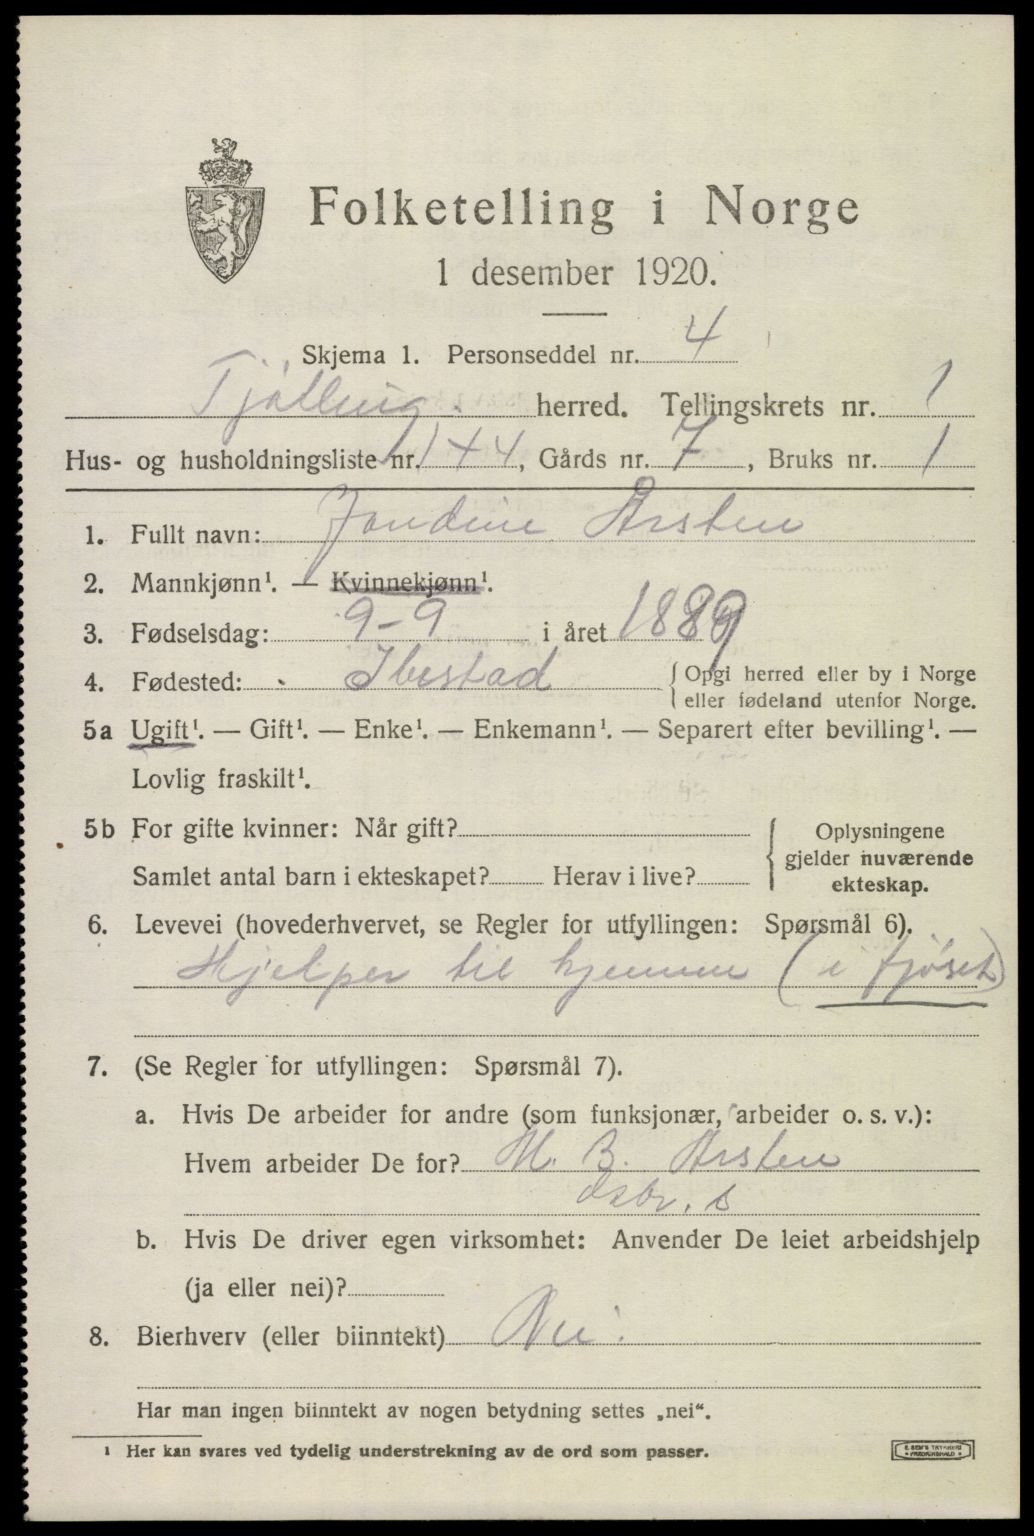 Folketelling i Norge
1 desember 1920.
Skjema 1. Personseddel nr. 4
Tjølling. herred. Tellingskrets nr. 1
Hus- og husholdningsliste nr. 144, Gårds nr. 7, Bruks nr. 1
1. Fullt navn: Jondine Arsten
2. Mannkjønn¹. — Kvinnekjønn¹.
3. Fødselsdag: 9-9 i året 1889
4. Fødested: Ibestad { Opgi herred eller by i Norge
eller fødeland utenfor Norge.
5a Ugift¹. — Gift¹. — Enke¹. — Enkemann¹. — Separert efter bevilling¹. —
Lovlig fraskilt¹.
5b For gifte kvinner: Når gift? { Oplysningene
gjelder nuværende
Samlet antal barn i ekteskapet? Herav i live? ekteskap.
6. Levevei (hovederhvervet, se Regler for utfyllingen: Spørsmål 6).
Hjelper til hjemme (i fjøset)
7. (Se Regler for utfyllingen: Spørsmål 7).
a. Hvis De arbeider for andre (som funksjonær, arbeider o. s. v.):
Hvem arbeider De for? M. B. Arsten
b. Hvis De driver egen virksomhet: Anvender De leiet arbeidshjelp
(ja eller nei)?
8. Bierhverv (eller biinntekt) Nei.
Har man ingen biinntekt av nogen betydning settes „nei“.
¹ Her kan svares ved tydelig understrekning av de ord som passer.